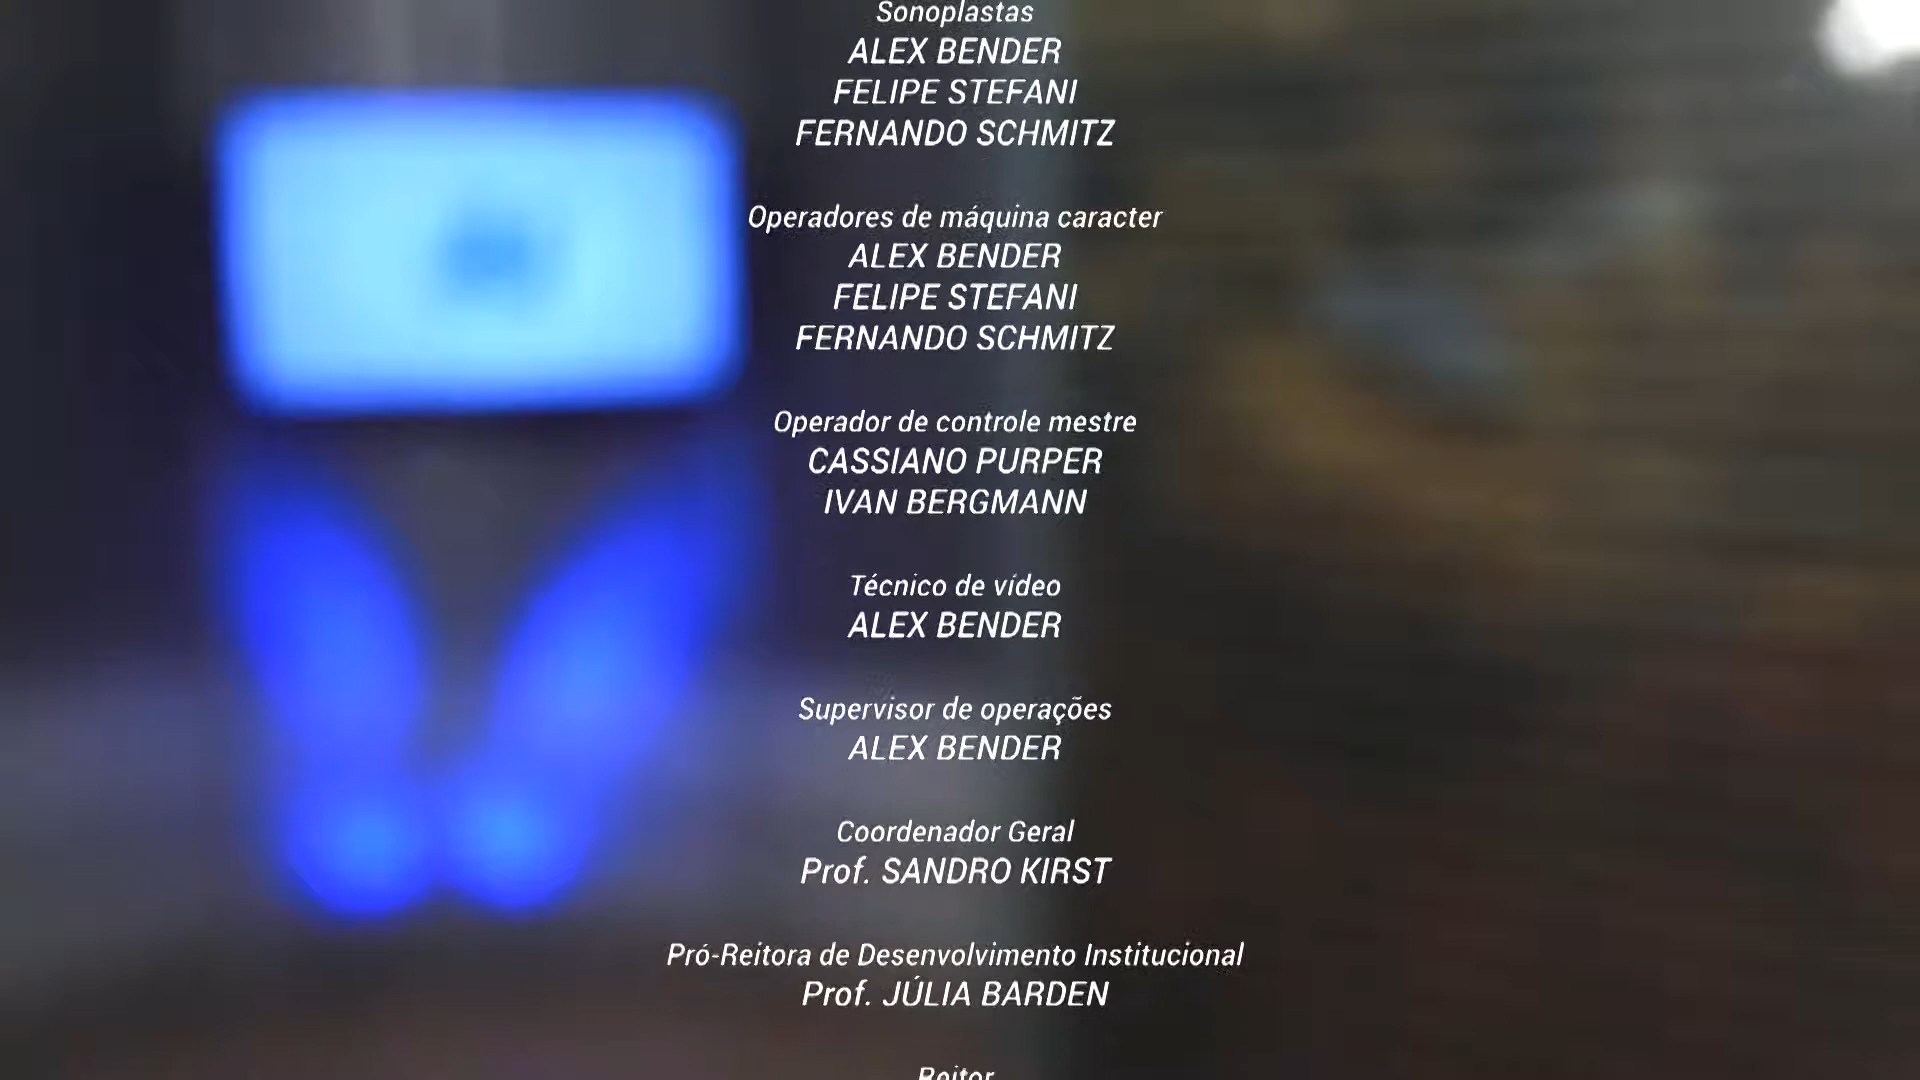 Sonoplastas
ALEX BENDER
FELIPE STEFANI
FERNANDO SCHMITZ
Operadores de máquina caracter
ALEX BENDER
FELIPE STEFANI
FERNANDO SCHMITZ
Operador de controle mestre
CASSIANO PURPER
IVAN BERGMANN
Técnico de vídeo
ALEX BENDER
Supervisor de operações
ALEX BENDER
Coordenador Geral
Prof. SANDRO KIRST
Pró-Reitora de Desenvolvimento Institucional
Prof. JÚLIA BARDEN
Reitor